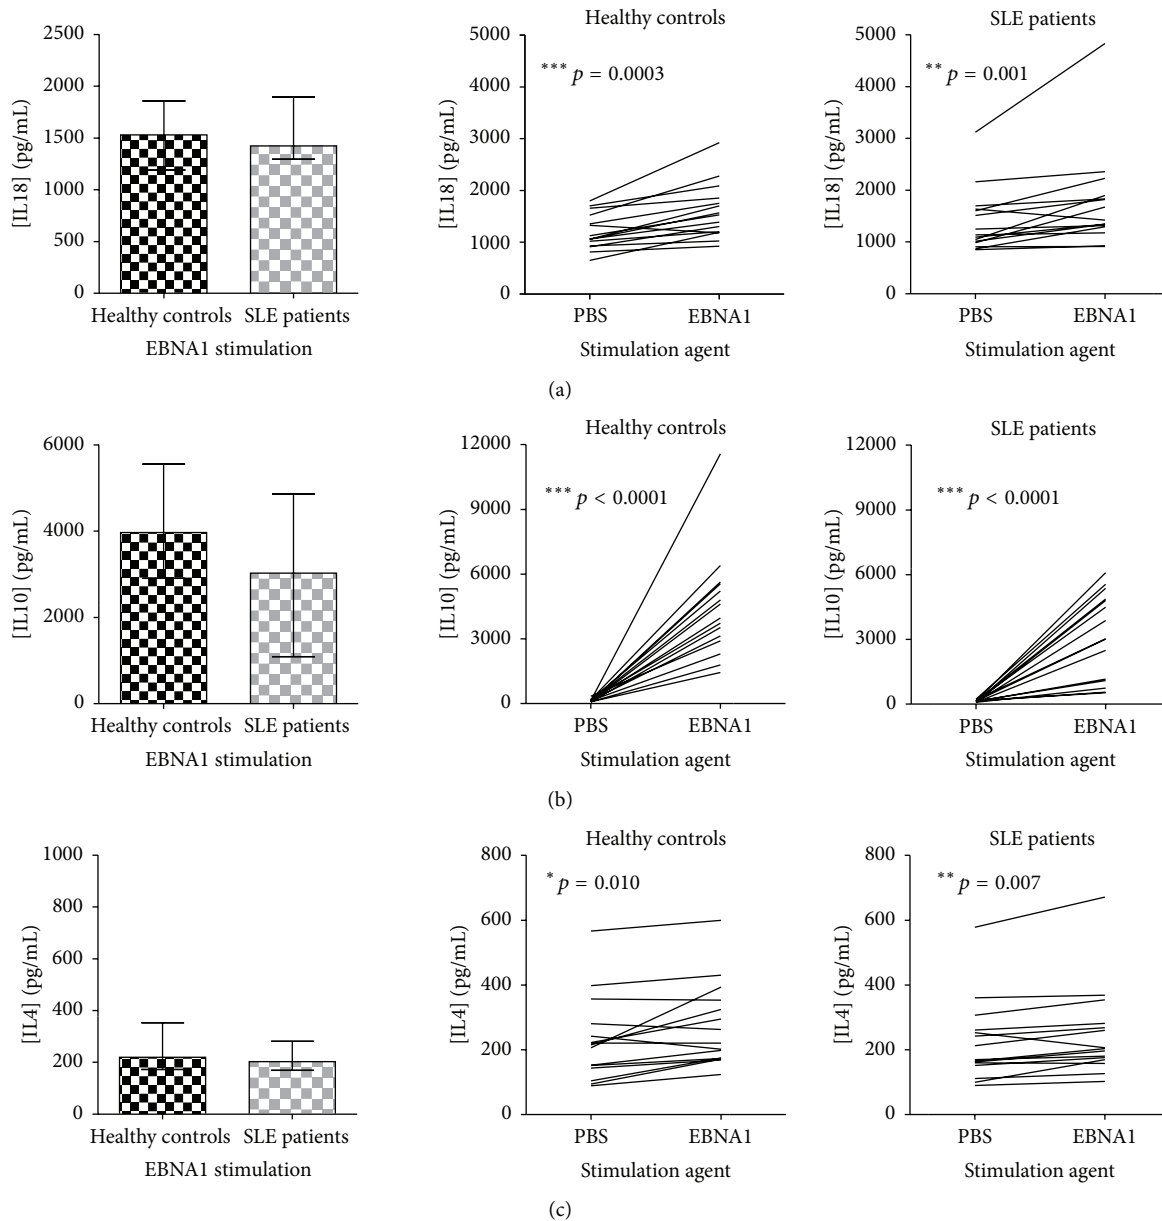 [IL18] (pg/mL)
2500
2000
1500
1000
500
0
Healthy controls SLE patients
EBNA1 stimulation
Healthy controls
*** p = 0.0003
[IL18] (pg/mL)
5000
4000
3000
2000
1000
0
PBS EBNA1
Stimulation agent
SLE patients
** p = 0.001
[IL18] (pg/mL)
5000
4000
3000
2000
1000
0
PBS EBNA1
Stimulation agent
(a)
[IL10] (pg/mL)
6000
4000
2000
0
Healthy controls SLE patients
EBNA1 stimulation
Healthy controls
*** p < 0.0001
[IL10] (pg/mL)
12000
9000
6000
3000
0
PBS EBNA1
Stimulation agent
SLE patients
*** p < 0.0001
[IL10] (pg/mL)
12000
9000
6000
3000
0
PBS EBNA1
Stimulation agent
(b)
[IL4] (pg/mL)
1000
800
600
400
200
0
Healthy controls SLE patients
EBNA1 stimulation
Healthy controls
* p = 0.010
[IL4] (pg/mL)
800
600
400
200
0
PBS EBNA1
Stimulation agent
SLE patients
** p = 0.007
[IL4] (pg/mL)
800
600
400
200
0
PBS EBNA1
Stimulation agent
(c)